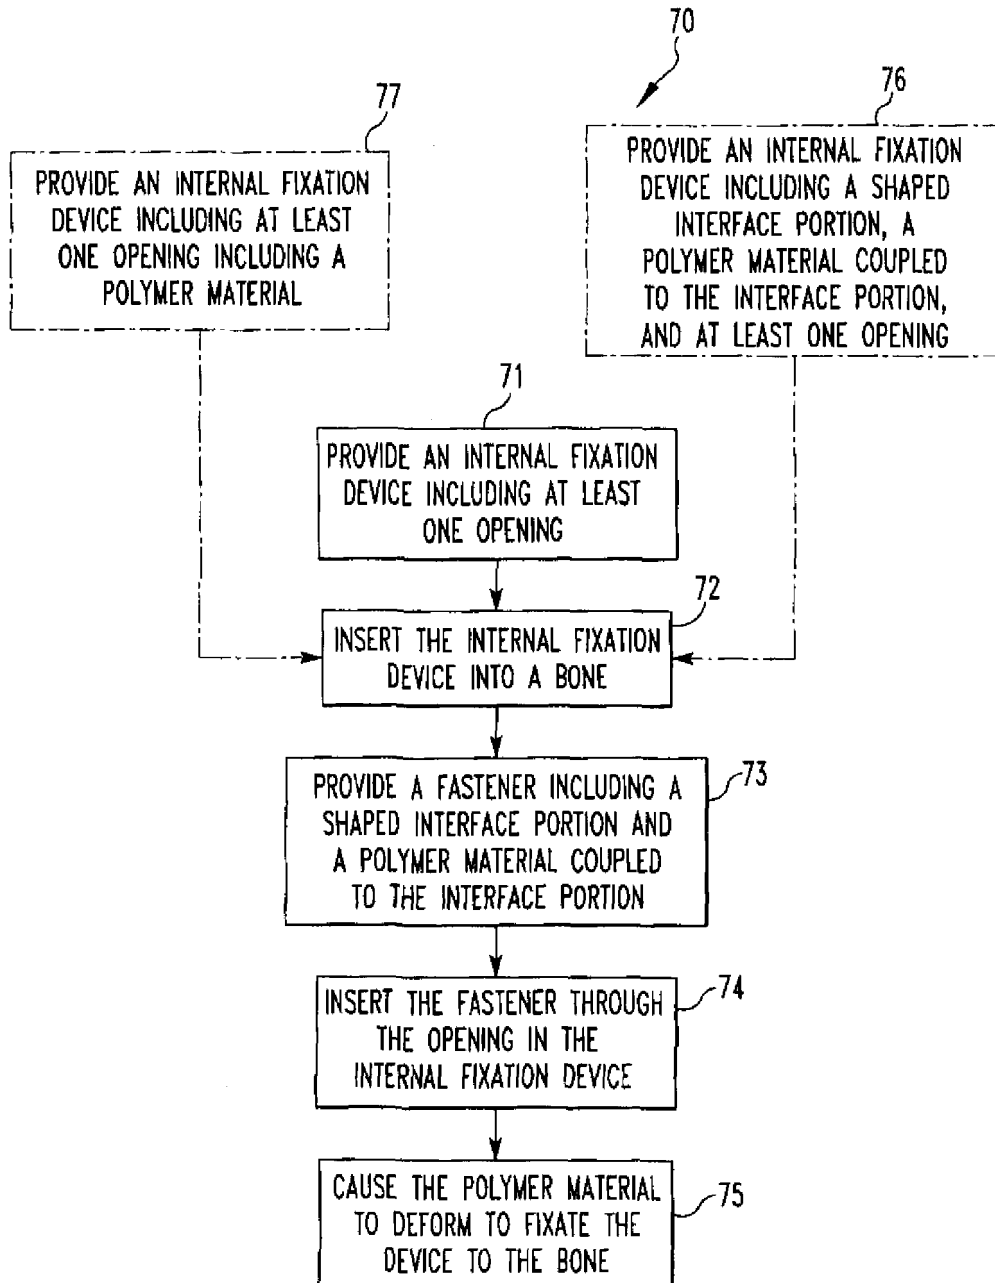 70
77
PROVIDE AN INTERNAL FIXATION
DEVICE INCLUDING AT LEAST
ONE OPENING INCLUDING A
POLYMER MATERIAL
76
PROVIDE AN INTERNAL FIXATION
DEVICE INCLUDING A SHAPED
INTERFACE PORTION, A
POLYMER MATERIAL COUPLED
TO THE INTERFACE PORTION,
AND AT LEAST ONE OPENING
71
PROVIDE AN INTERNAL FIXATION
DEVICE INCLUDING AT LEAST
ONE OPENING
72
INSERT THE INTERNAL FIXATION
DEVICE INTO A BONE
73
PROVIDE A FASTENER INCLUDING A
SHAPED INTERFACE PORTION AND
A POLYMER MATERIAL COUPLED
TO THE INTERFACE PORTION
74
INSERT THE FASTENER THROUGH
THE OPENING IN THE
INTERNAL FIXATION DEVICE
75
CAUSE THE POLYMER MATERIAL
TO DEFORM TO FIXATE THE
DEVICE TO THE BONE